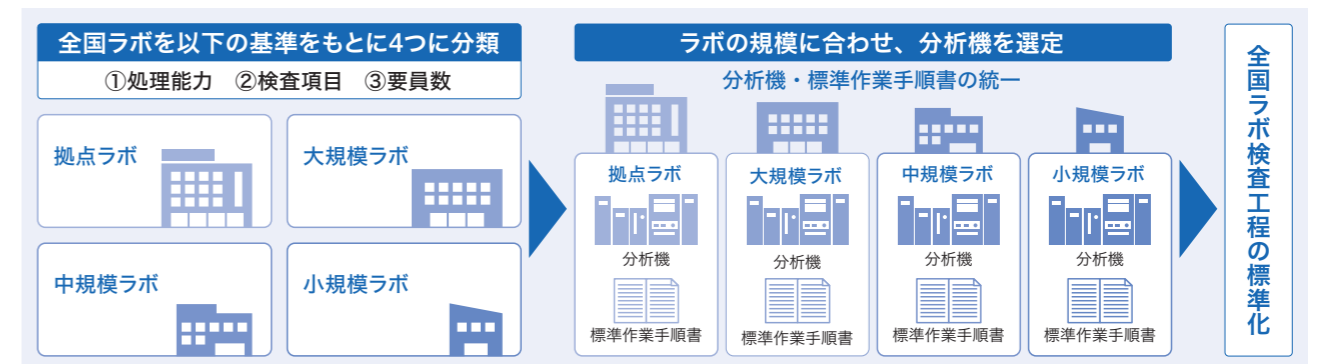 全国ラボを以下の基準をもとに4つに分類
①処理能力 ②検査項目 ③要員数
拠点ラボ
大規模ラボ
中規模ラボ
小規模ラボ
ラボの規模に合わせ、分析機を選定
分析機・標準作業手順書の統一
拠点ラボ
分析機
標準作業手順書
大規模ラボ
分析機
標準作業手順書
中規模ラボ
分析機
標準作業手順書
小規模ラボ
分析機
標準作業手順書
全国ラボ検査工程の標準化